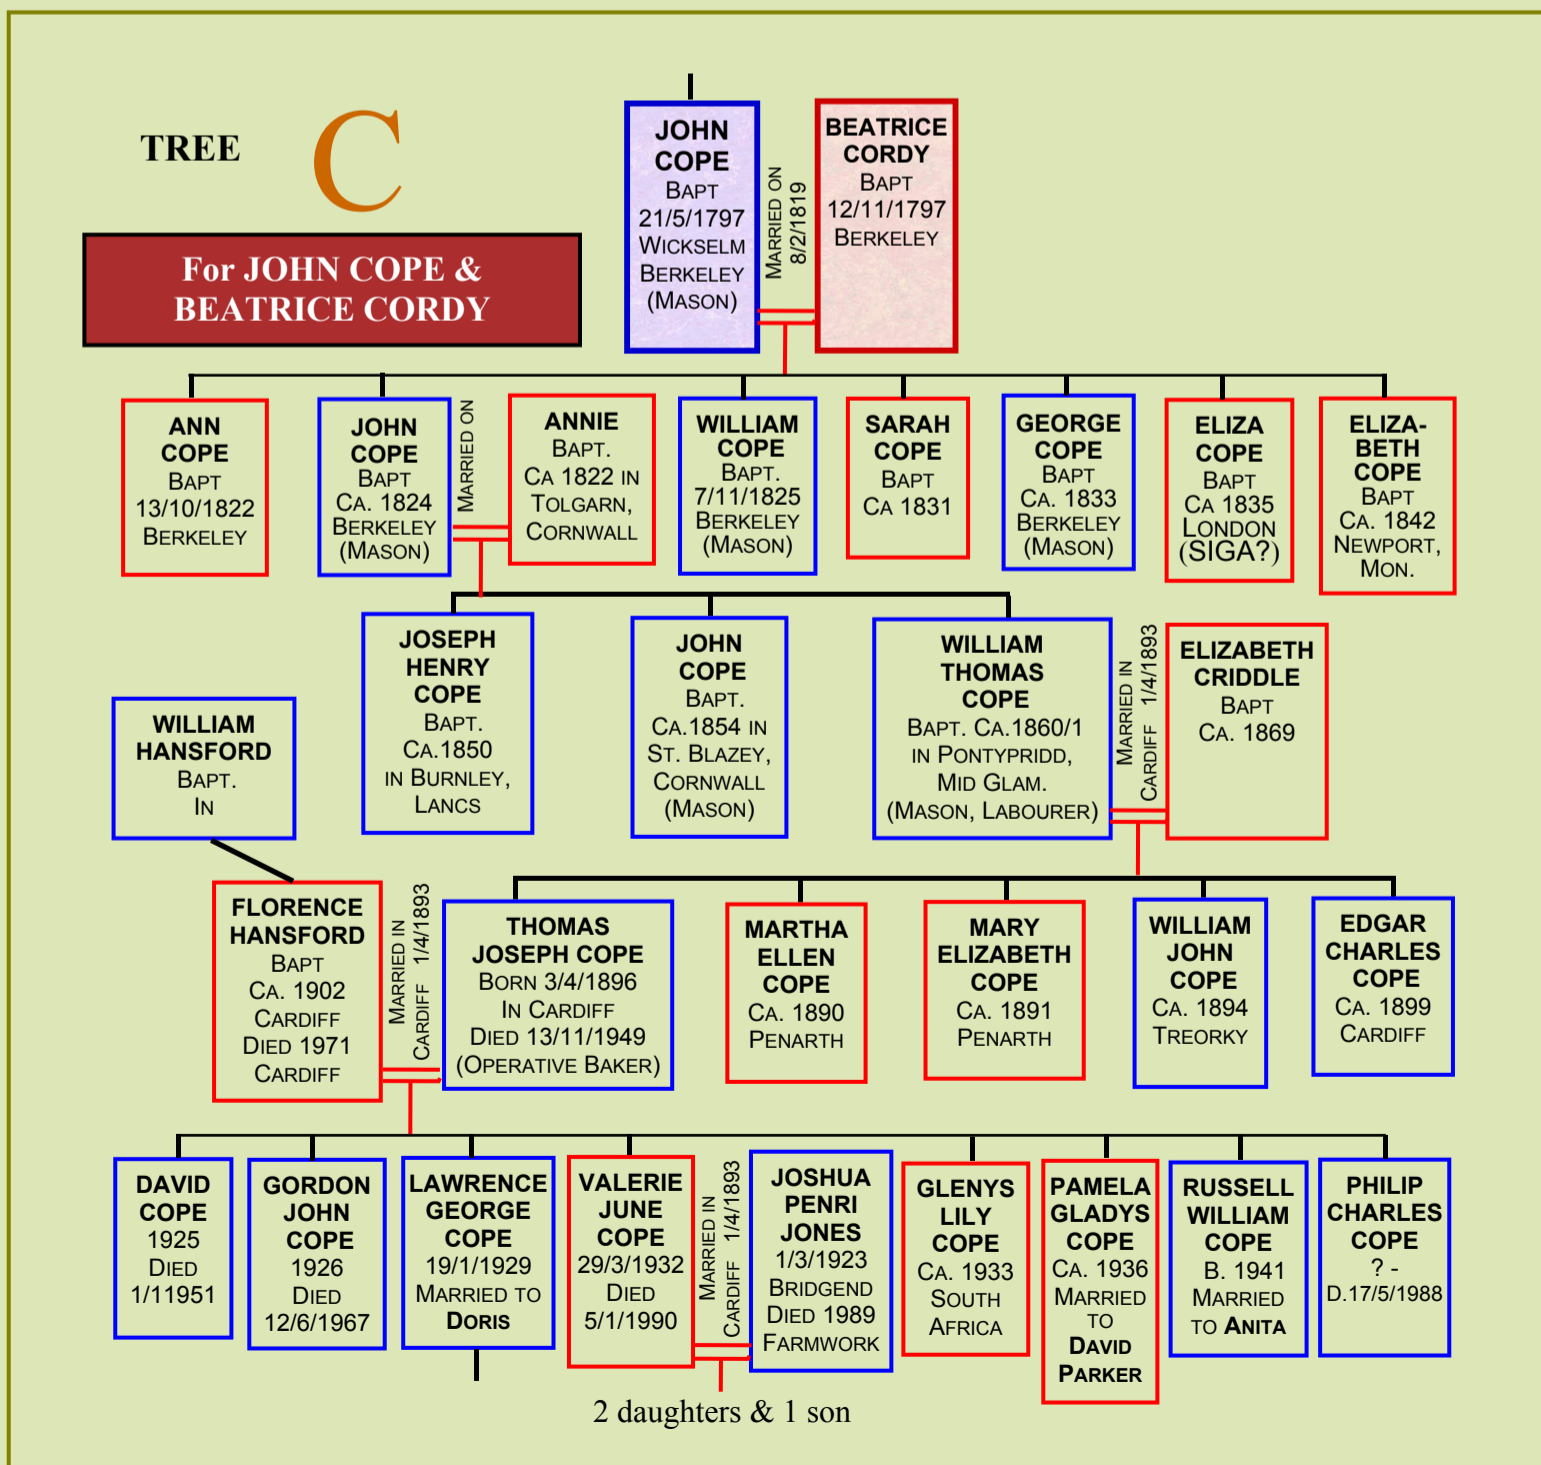 TREE C
For JOHN COPE &
BEATRICE CORDY
JOHN
COPE
BAPT
21/5/1797
WICKSELM
BERKELEY
(MASON)
MARRIED ON
8/2/1819
BEATRICE
CORDY
BAPT
12/11/1797
BERKELEY
ANN
COPE
BAPT
13/10/1822
BERKELEY
JOHN
COPE
BAPT
CA. 1824
BERKELEY
(MASON)
MARRIED ON
ANNIE
BAPT.
CA 1822 IN
TOLGARN,
CORNWALL
WILLIAM
COPE
BAPT.
7/11/1825
BERKELEY
(MASON)
SARAH
COPE
BAPT
CA 1831
GEORGE
COPE
BAPT
CA. 1833
BERKELEY
(MASON)
ELIZA
COPE
BAPT
CA 1835
LONDON
(SIGA?)
ELIZA-
BETH
COPE
BAPT
CA. 1842
NEWPORT,
MON.
JOSEPH
HENRY
COPE
BAPT.
CA.1850
IN BURNLEY,
LANCS
JOHN
COPE
BAPT.
CA.1854 IN
ST. BLAZEY,
CORNWALL
(MASON)
WILLIAM
THOMAS
COPE
BAPT. CA.1860/1
IN PONTYPRIDD,
MID GLAM.
(MASON, LABOURER)
MARRIED IN
CARDIFF 1/4/1893
ELIZABETH
CRIDDLE
BAPT
CA. 1869
WILLIAM
HANSFORD
BAPT.
IN
FLORENCE
HANSFORD
BAPT
CA. 1902
CARDIFF
DIED 1971
CARDIFF
MARRIED IN
CARDIFF 1/4/1893
THOMAS
JOSEPH COPE
BORN 3/4/1896
IN CARDIFF
DIED 13/11/1949
(OPERATIVE BAKER)
MARTHA
ELLEN
COPE
CA. 1890
PENARTH
MARY
ELIZABETH
COPE
CA. 1891
PENARTH
WILLIAM
JOHN
COPE
CA. 1894
TREORKY
EDGAR
CHARLES
COPE
CA. 1899
CARDIFF
DAVID
COPE
1925
DIED
1/11951
GORDON
JOHN
COPE
1926
DIED
12/6/1967
LAWRENCE
GEORGE
COPE
19/1/1929
MARRIED TO
DORIS
VALERIE
JUNE
COPE
29/3/1932
DIED
5/1/1990
MARRIED IN
CARDIFF 1/4/1893
JOSHUA
PENRI
JONES
1/3/1923
BRIDGEND
DIED 1989
FARMWORK
GLENYS
LILY
COPE
CA. 1933
SOUTH
AFRICA
PAMELA
GLADYS
COPE
CA. 1936
MARRIED
TO
DAVID
PARKER
RUSSELL
WILLIAM
COPE
B. 1941
MARRIED
TO ANITA
PHILIP
CHARLES
COPE
? -
D.17/5/1988
2 daughters & 1 son